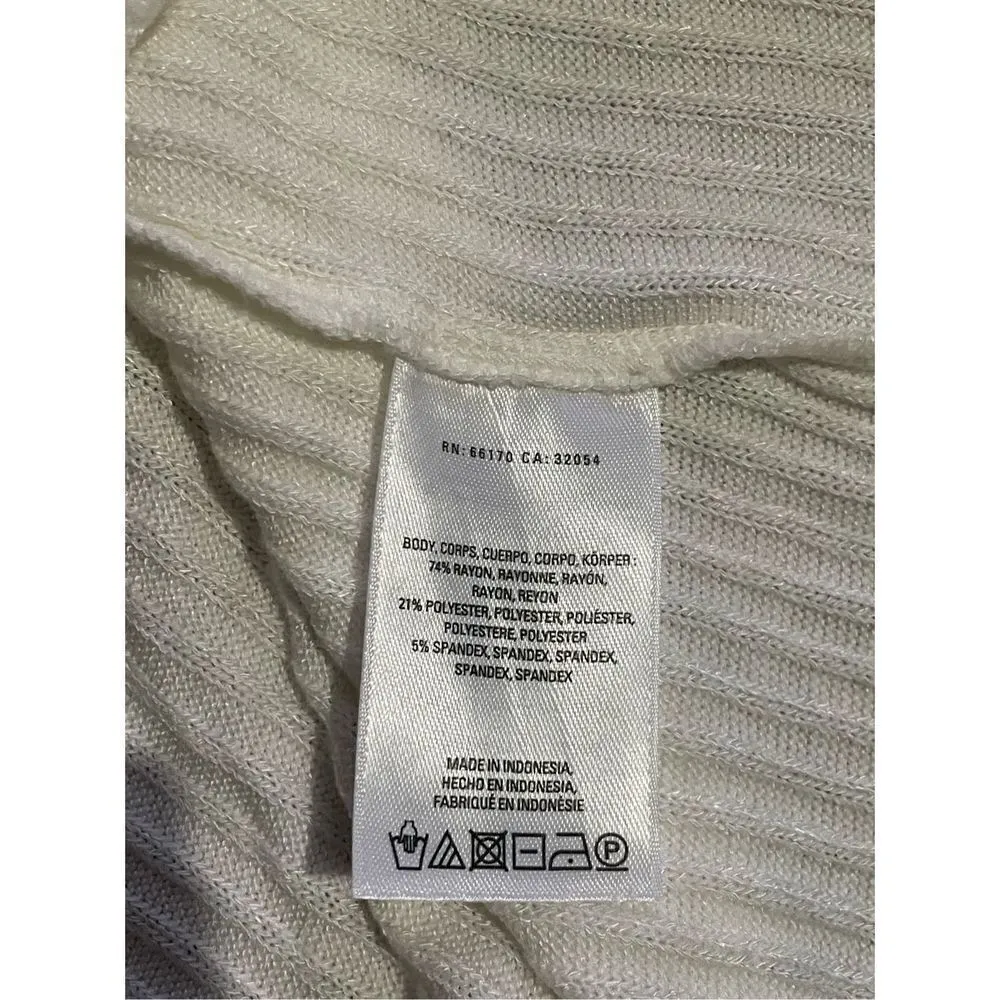 RN: 66170 CA: 32054
BODY, CORPS, CUERPO, CORPO, KÖRPER :
74% RAYON, RAYONNE, RAYÓN,
RAYON, REYON
21% POLYESTER, POLYESTER, POLIÉSTER,
POLYESTERE, POLYESTER
5% SPANDEX, SPANDEX, SPANDEX,
SPANDEX, SPANDEX
MADE IN INDONESIA,
HECHO EN INDONESIA,
FABRIQUÉ EN INDONÉSIE
P